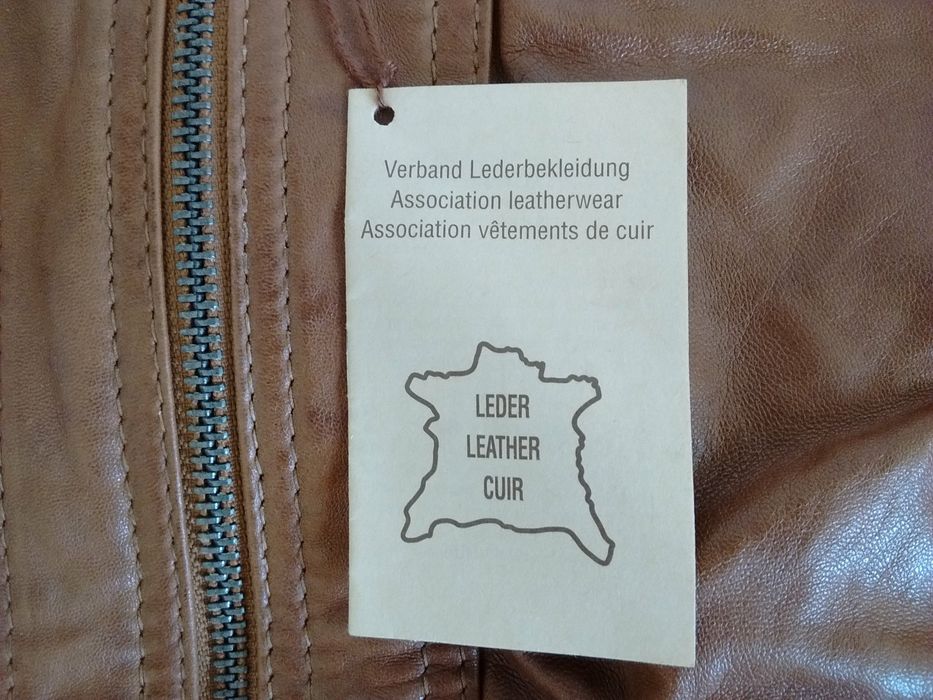 Verband Lederbekleidung
Association leatherwear
Association vêtements de cuir
LEDER
LEATHER
CUIR